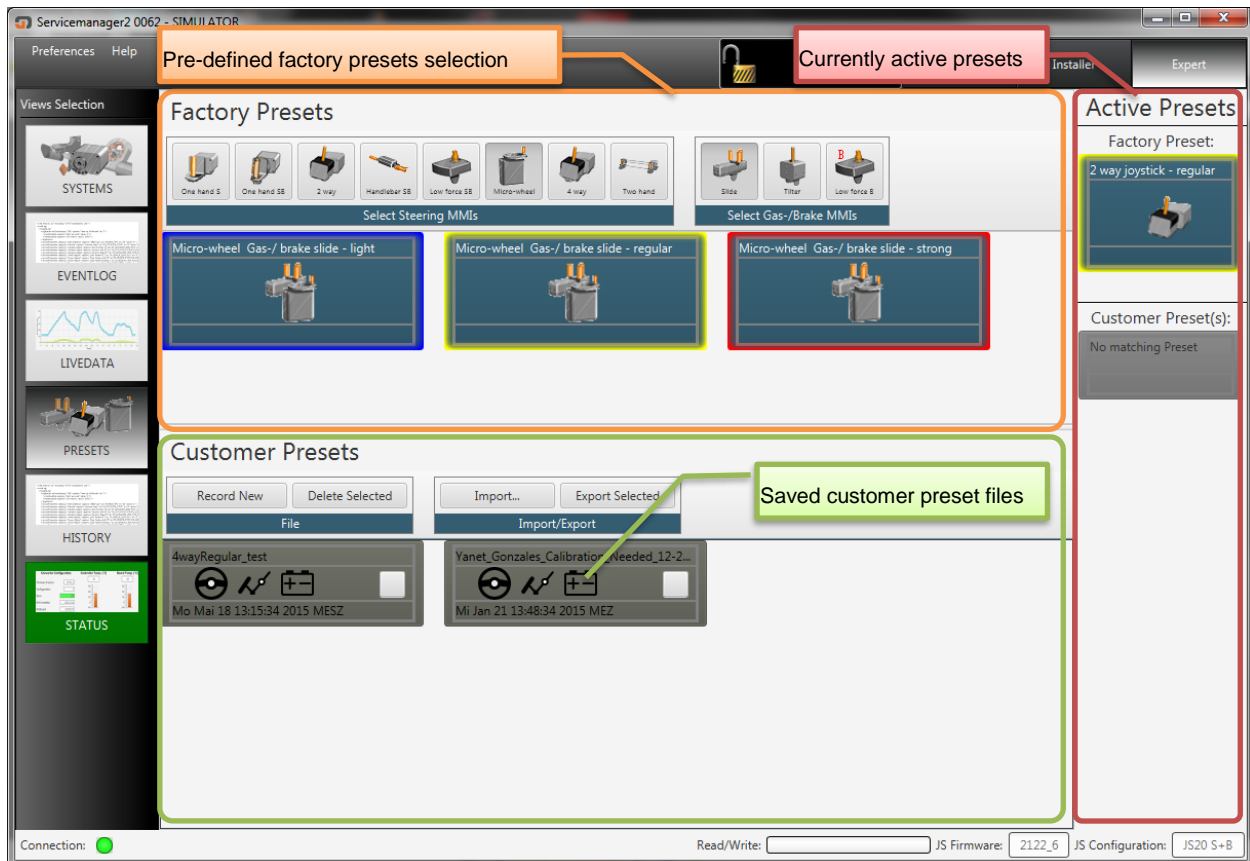 Servicemanager2 0062 - SIMULATOR
Preferences Help
Pre-defined factory presets selection
Currently active presets
Installer
Expert
Views Selection
SYSTEMS
EVENTLOG
LIVEDATA
PRESETS
HISTORY
STATUS
Factory Presets
One hand S
One hand SB
2 way
Handlebar SB
Low force SB
Micro-wheel
4 way
Two hand
Select Steering MMIs
Slide
Tilter
B
Low force B
Select Gas-/Brake MMIs
Micro-wheel Gas-/ brake slide - light
Micro-wheel Gas-/ brake slide - regular
Micro-wheel Gas-/ brake slide - strong
Customer Presets
Record New
Delete Selected
File
Import...
Export Selected
Import/Export
Saved customer preset files
4wayRegular_test
Mo Mai 18 13:15:34 2015 MESZ
Yanet_Gonzales_Calibration_Needed_12-2...
Mi Jan 21 13:48:34 2015 MEZ
Active Presets
Factory Preset:
2 way joystick - regular
Customer Preset(s):
No matching Preset
Connection:
Read/Write:
JS Firmware: 2122_6
JS Configuration: JS20 S+B